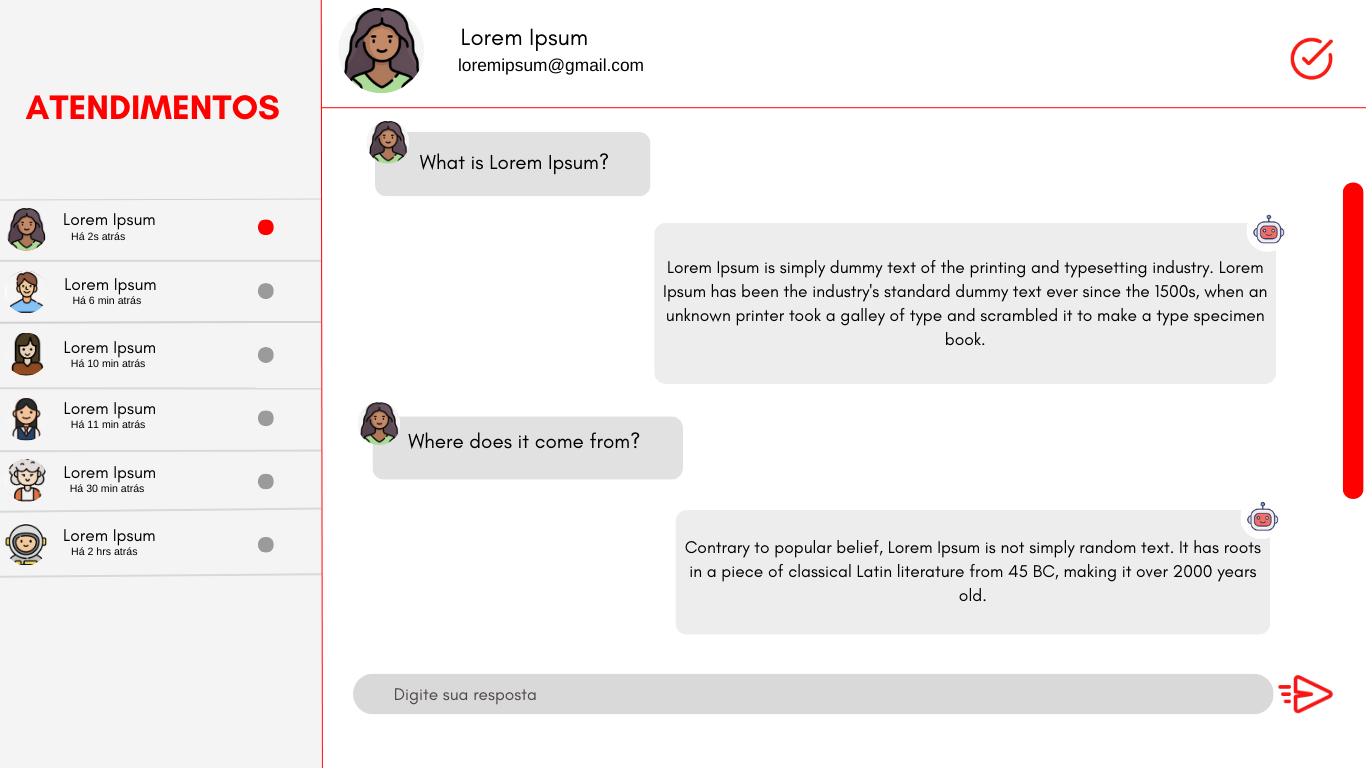 ATENDIMENTOS
Lorem Ipsum
Há 2s atrás
Lorem Ipsum
Há 6 min atrás
Lorem Ipsum
Há 10 min atrás
Lorem Ipsum
Há 11 min atrás
Lorem Ipsum
Há 30 min atrás
Lorem Ipsum
Há 2 hrs atrás
Lorem Ipsum
loremipsum@gmail.com
What is Lorem Ipsum?
Lorem Ipsum is simply dummy text of the printing and typesetting industry. Lorem
Ipsum has been the industry's standard dummy text ever since the 1500s, when an
unknown printer took a galley of type and scrambled it to make a type specimen
book.
Where does it come from?
Contrary to popular belief, Lorem Ipsum is not simply random text. It has roots
in a piece of classical Latin literature from 45 BC, making it over 2000 years
old.
Digite sua resposta